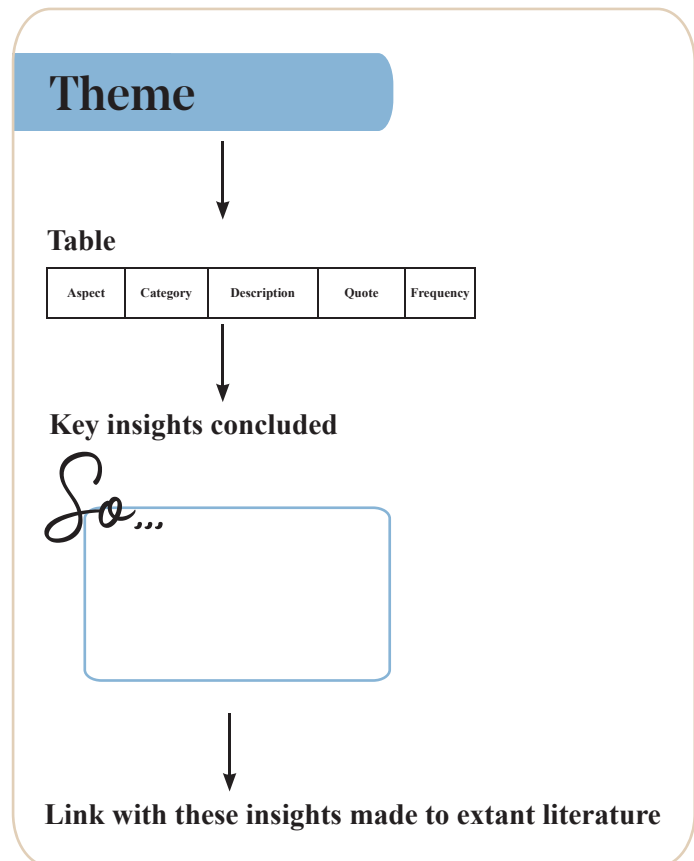 Theme
Table
Aspect Category Description Quote Frequency
Key insights concluded
So,,,
Link with these insights made to extant literature